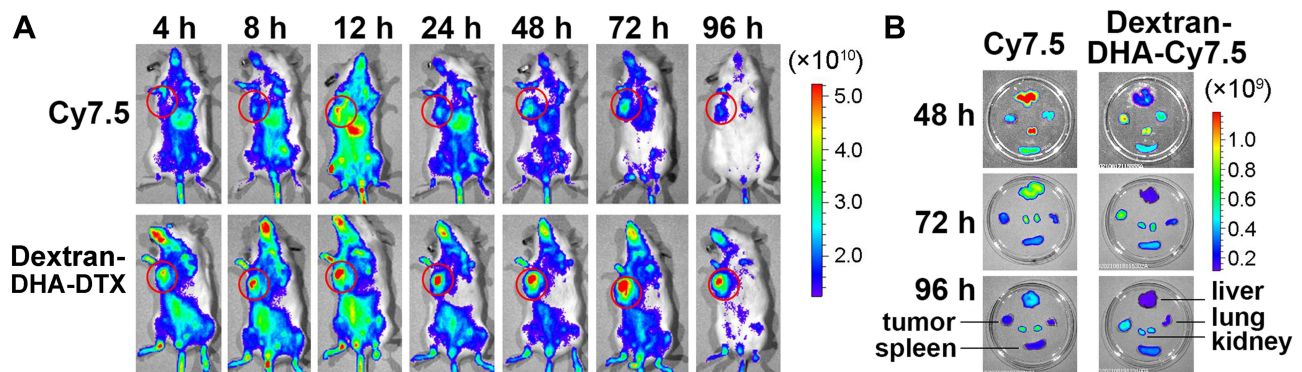 A
4 h 8 h 12 h 24 h 48 h 72 h 96 h
(×10¹⁰)
Cy7.5
5.0
4.0
3.0
2.0
Dextran-
DHA-DTX
B
Cy7.5
Dextran-
DHA-Cy7.5
(×10⁹)
48 h
1.0
0.8
0.6
0.4
0.2
72 h
96 h
tumor
spleen
liver
lung
kidney